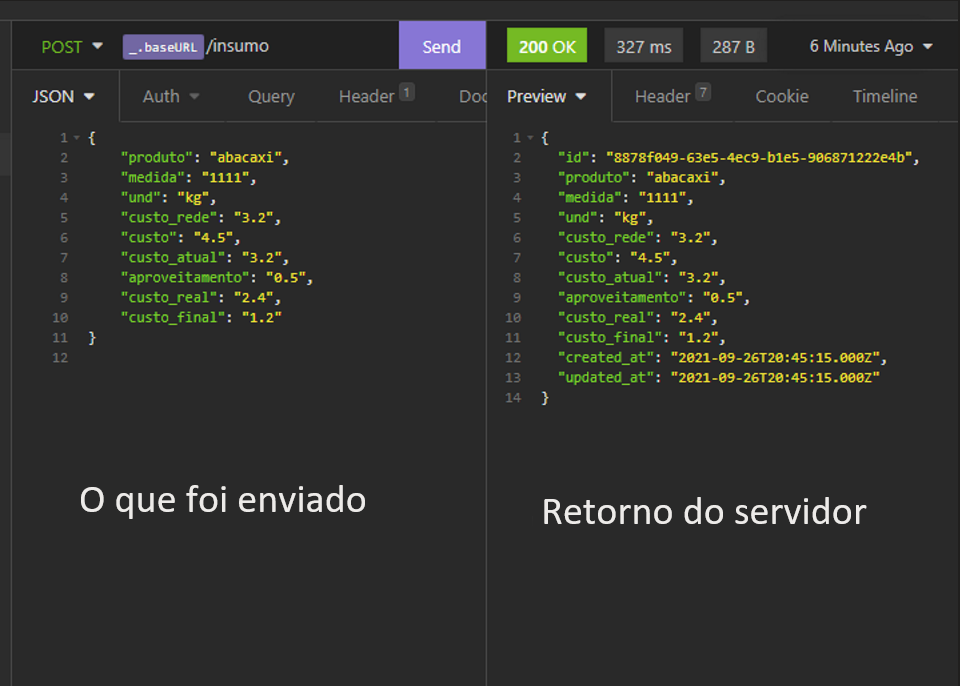 POST _.baseURL /insumo Send 200 OK 327 ms 287 B 6 Minutes Ago
JSON Auth Query Header 1 Doc Preview Header 7 Cookie Timeline
1 {
2 "produto": "abacaxi",
3 "medida": "1111",
4 "und": "kg",
5 "custo_rede": "3.2",
6 "custo": "4.5",
7 "custo_atual": "3.2",
8 "aproveitamento": "0.5",
9 "custo_real": "2.4",
10 "custo_final": "1.2"
11 }
12
O que foi enviado
1 {
2 "id": "8878f049-63e5-4ec9-b1e5-906871222e4b",
3 "produto": "abacaxi",
4 "medida": "1111",
5 "und": "kg",
6 "custo_rede": "3.2",
7 "custo": "4.5",
8 "custo_atual": "3.2",
9 "aproveitamento": "0.5",
10 "custo_real": "2.4",
11 "custo_final": "1.2",
12 "created_at": "2021-09-26T20:45:15.000Z",
13 "updated_at": "2021-09-26T20:45:15.000Z"
14 }
Retorno do servidor